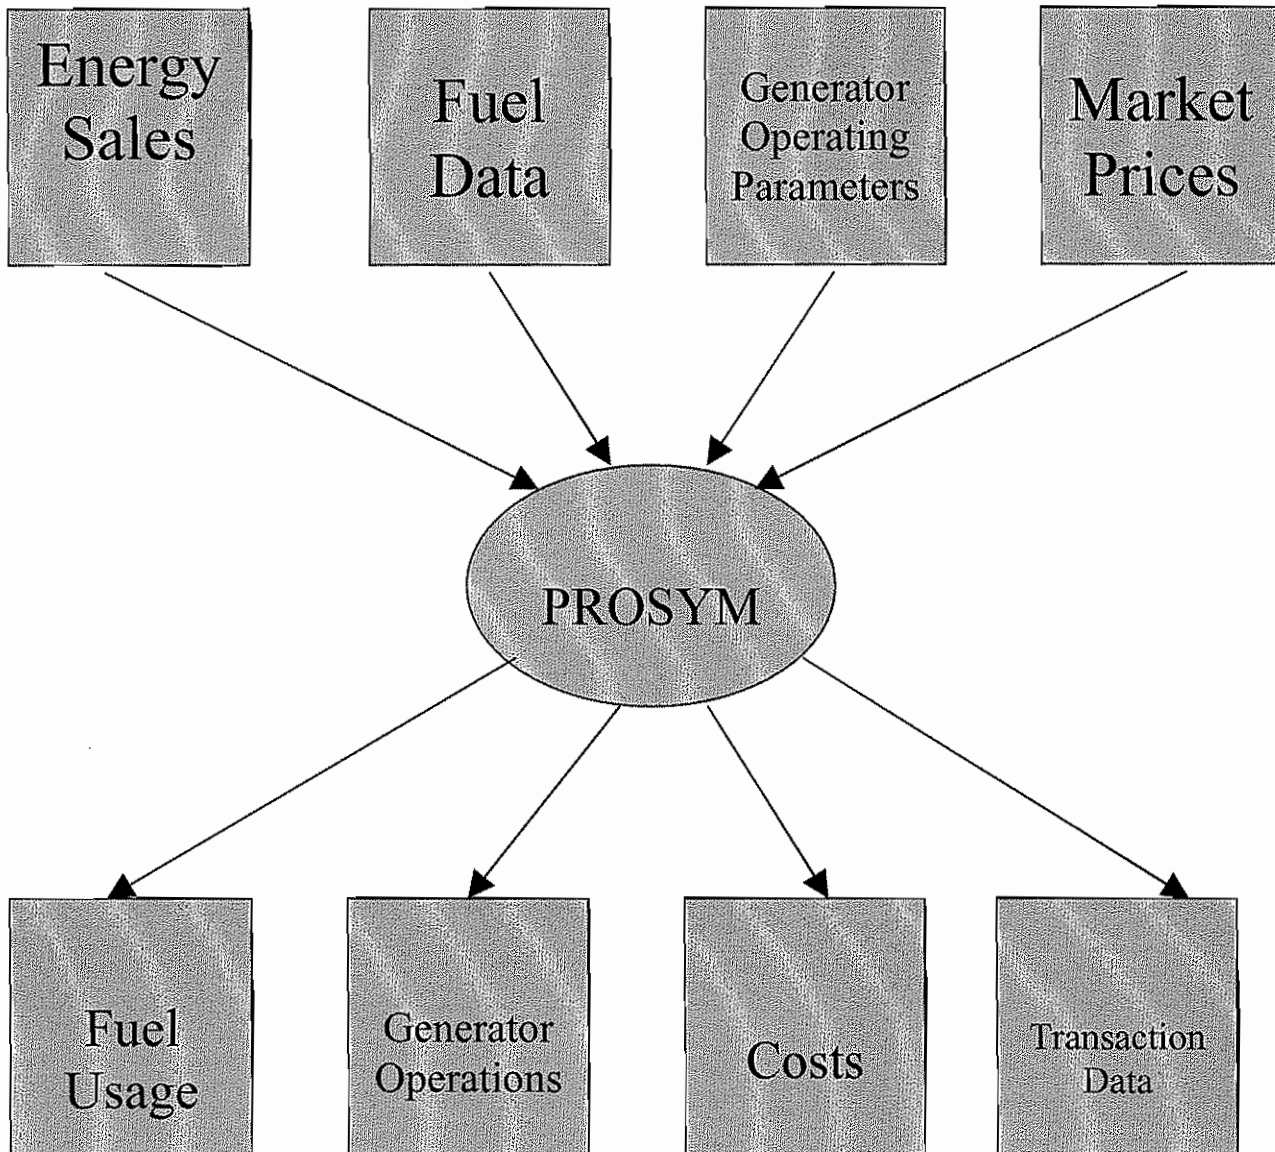 Energy
Sales
Fuel
Data
Generator
Operating
Parameters
Market
Prices
PROSYM
Fuel
Usage
Generator
Operations
Costs
Transaction
Data